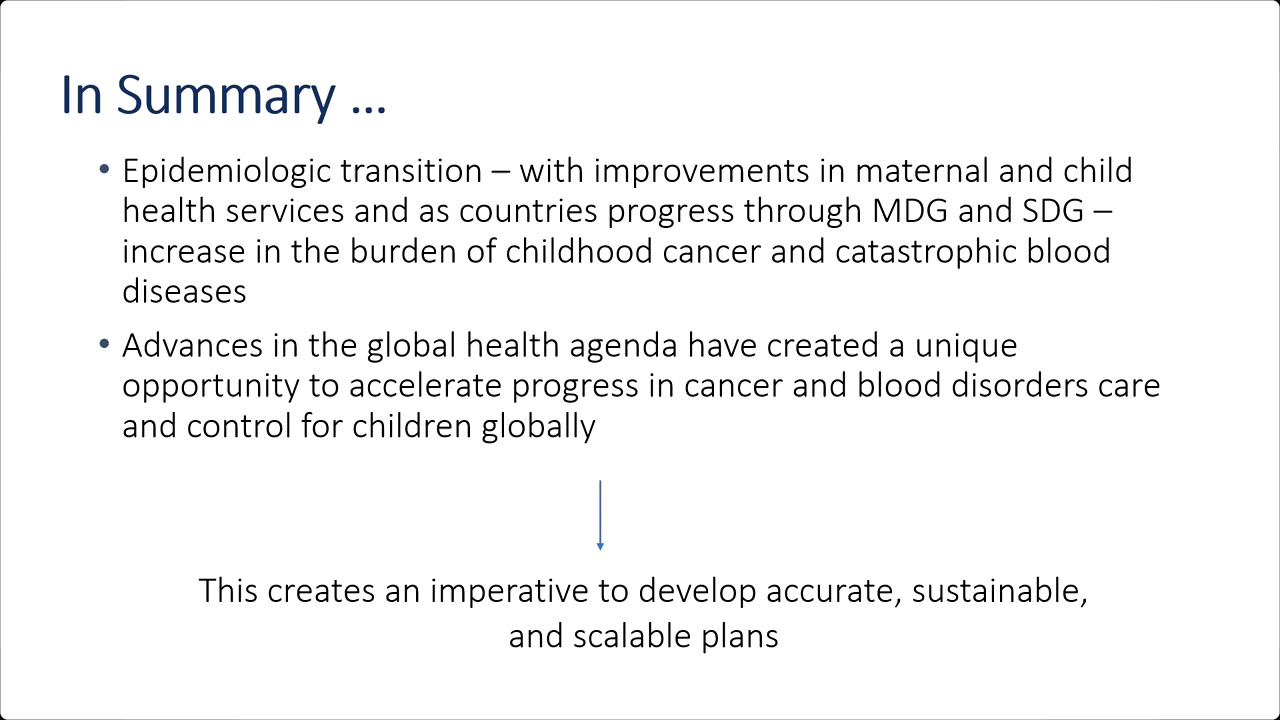 In Summary ...
• Epidemiologic transition – with improvements in maternal and child
health services and as countries progress through MDG and SDG –
increase in the burden of childhood cancer and catastrophic blood
diseases
• Advances in the global health agenda have created a unique
opportunity to accelerate progress in cancer and blood disorders care
and control for children globally
This creates an imperative to develop accurate, sustainable,
and scalable plans